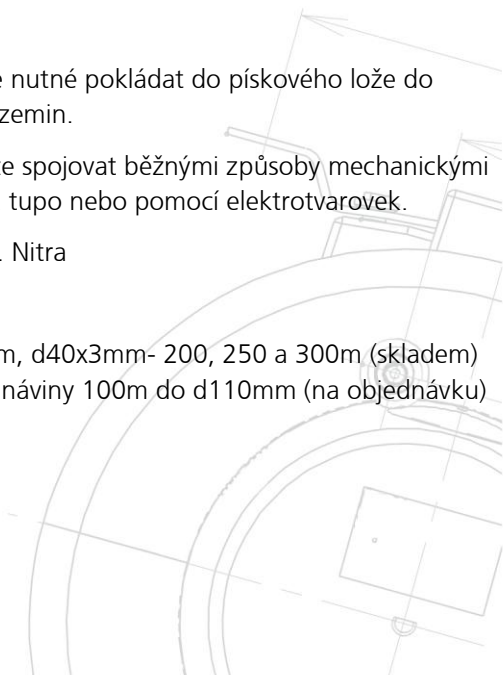 nutné pokládat do pískového lože do
zemin.
spojovat běžnými způsoby mechanickými
tupo nebo pomocí elektrotvarovek.
Nitra
d40x3mm- 200, 250 a 300m (skladem)
náviny 100m do d110mm (na objednávku)